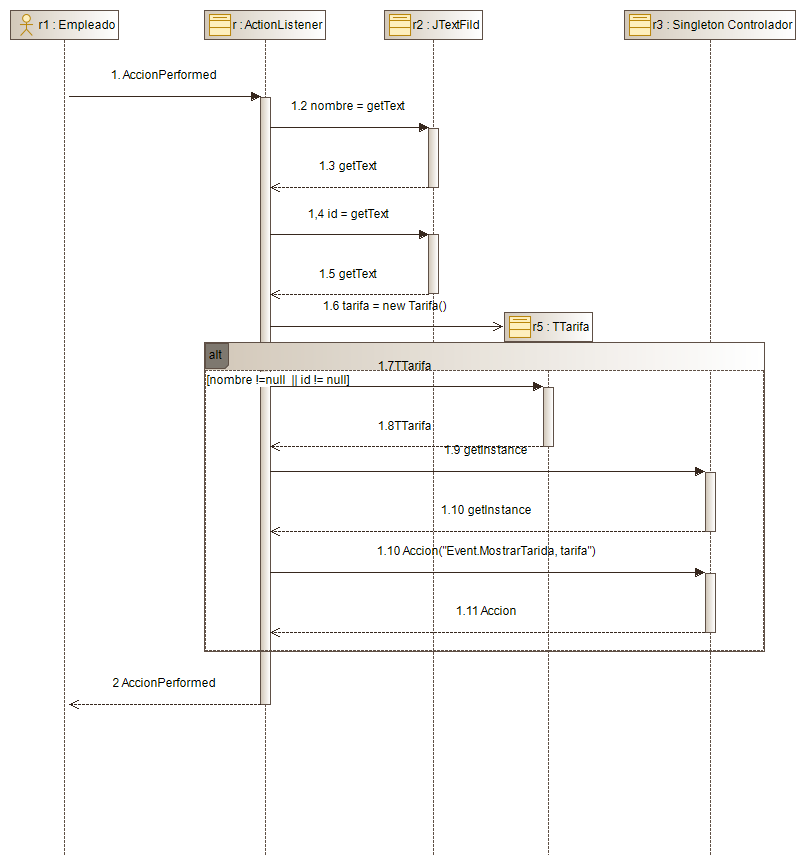 r1 : Empleado
r : ActionListener
r2 : JTextFild
r3 : Singleton Controlador
1. AccionPerformed
1.2 nombre = getText
1.3 getText
1,4 id = getText
1.5 getText
1.6 tarifa = new Tarifa()
r5 : TTarifa
alt
1.7TTarifa
[nombre !=null || id != null]
1.8TTarifa
1.9 getInstance
1.10 getInstance
1.10 Accion("Event.MostrarTarida, tarifa")
1.11 Accion
2 AccionPerformed